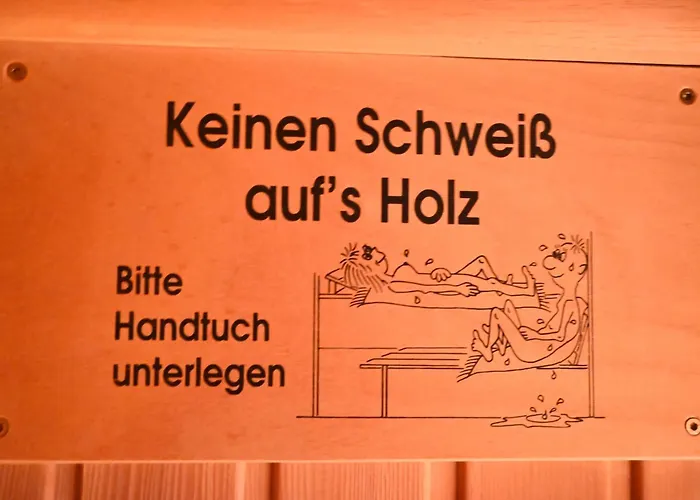 Keinen Schweiß
auf's Holz
Bitte
Handtuch
unterlegen